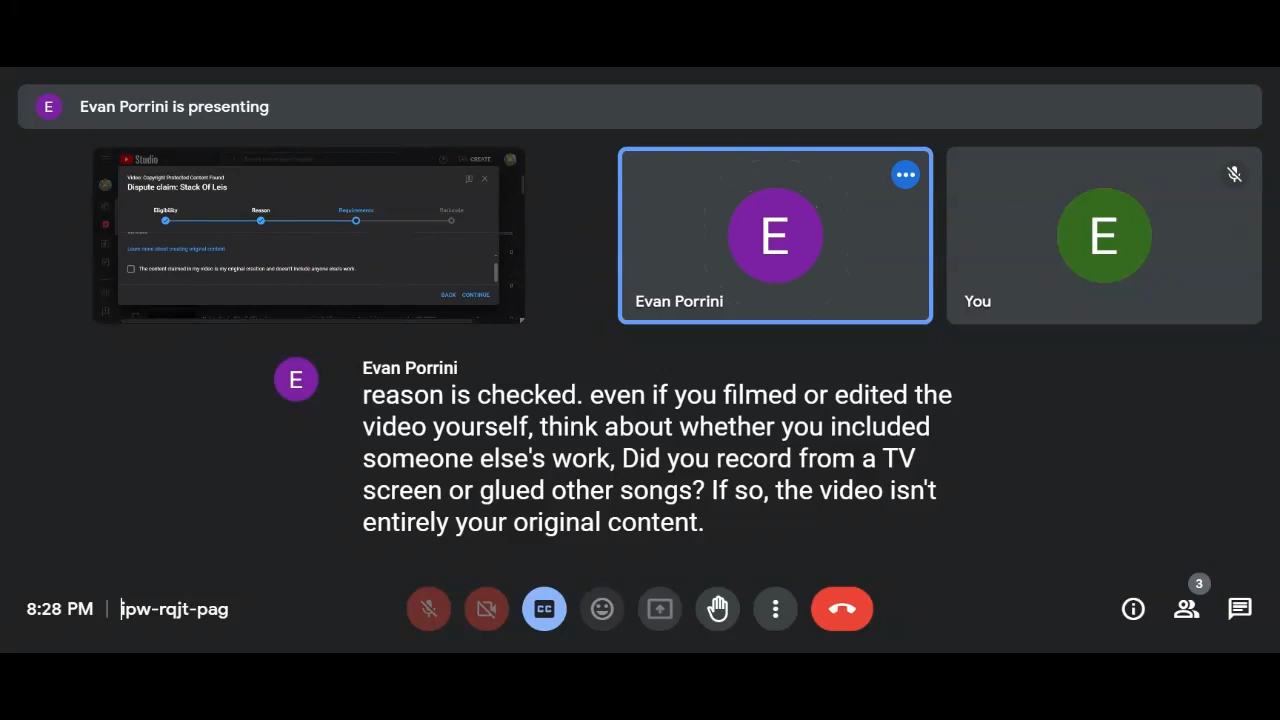 E Evan Porrini is presenting
Studio
CREATE
Video: Copyright Protected Content Found
Dispute claim: Stack Of Leis
Eligibility Reason Requirements Rationale
Learn more about creating original content
The content claimed in my video is my original creation and doesn't include anyone else's work.
BACK CONTINUE
E
Evan Porrini
E
You
E Evan Porrini
reason is checked. even if you filmed or edited the
video yourself, think about whether you included
someone else's work, Did you record from a TV
screen or glued other songs? If so, the video isn't
entirely your original content.
8:28 PM | ipw-rqjt-pag
CC
3